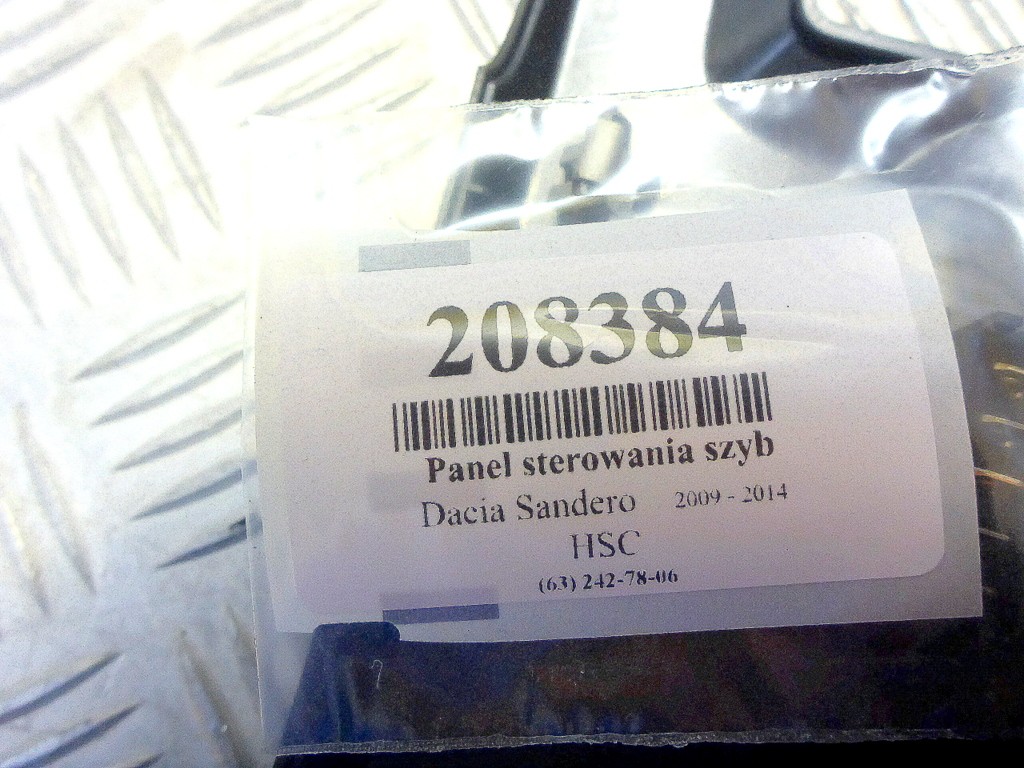 208384
Panel sterowania szyb
Dacia Sandero 2009 - 2014
HSC
(63) 242-78-06